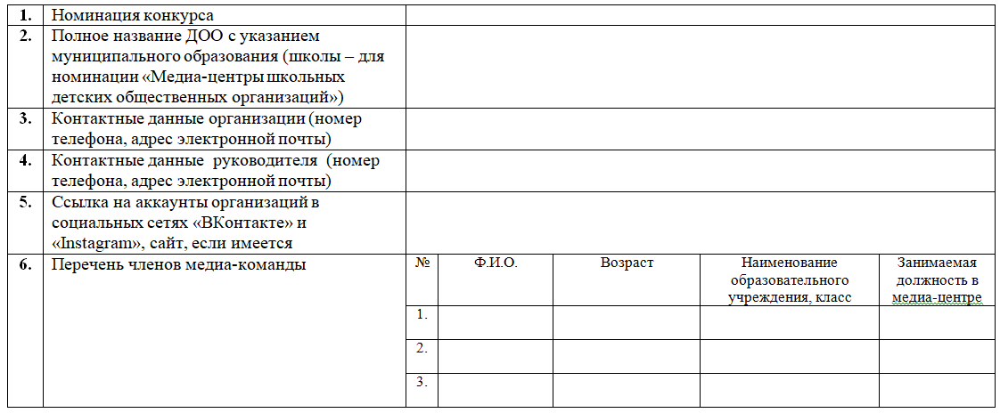 1. Номинация конкурса
2. Полное название ДОО с указанием
муниципального образования (школы – для
номинации «Медиа-центры школьных
детских общественных организаций»)
3. Контактные данные организации (номер
телефона, адрес электронной почты)
4. Контактные данные руководителя (номер
телефона, адрес электронной почты)
5. Ссылка на аккаунты организаций в
социальных сетях «ВКонтакте» и
«Instagram», сайт, если имеется
6. Перечень членов медиа-команды
№ Ф.И.О. Возраст Наименование
образовательного
учреждения, класс
Занимаемая
должность в
медиа-центре
1.
2.
3.